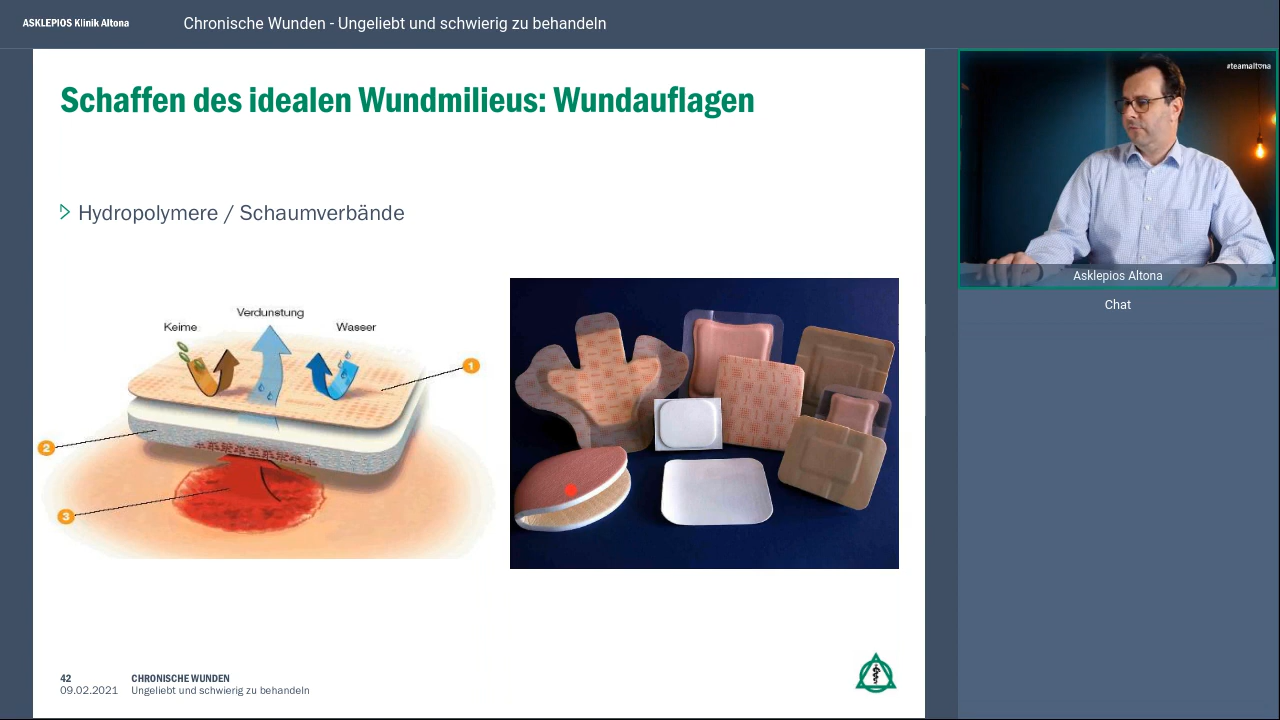 ASKLEPIOS Klinik Altona
Chronische Wunden - Ungeliebt und schwierig zu behandeln
#teamaltona
Schaffen des idealen Wundmilieus: Wundauflagen
Hydropolymere / Schaumverbände
Asklepios Altona
Chat
Verdunstung
Keime
Wasser
1
2
3
42 CHRONISCHE WUNDEN
09.02.2021 Ungeliebt und schwierig zu behandeln